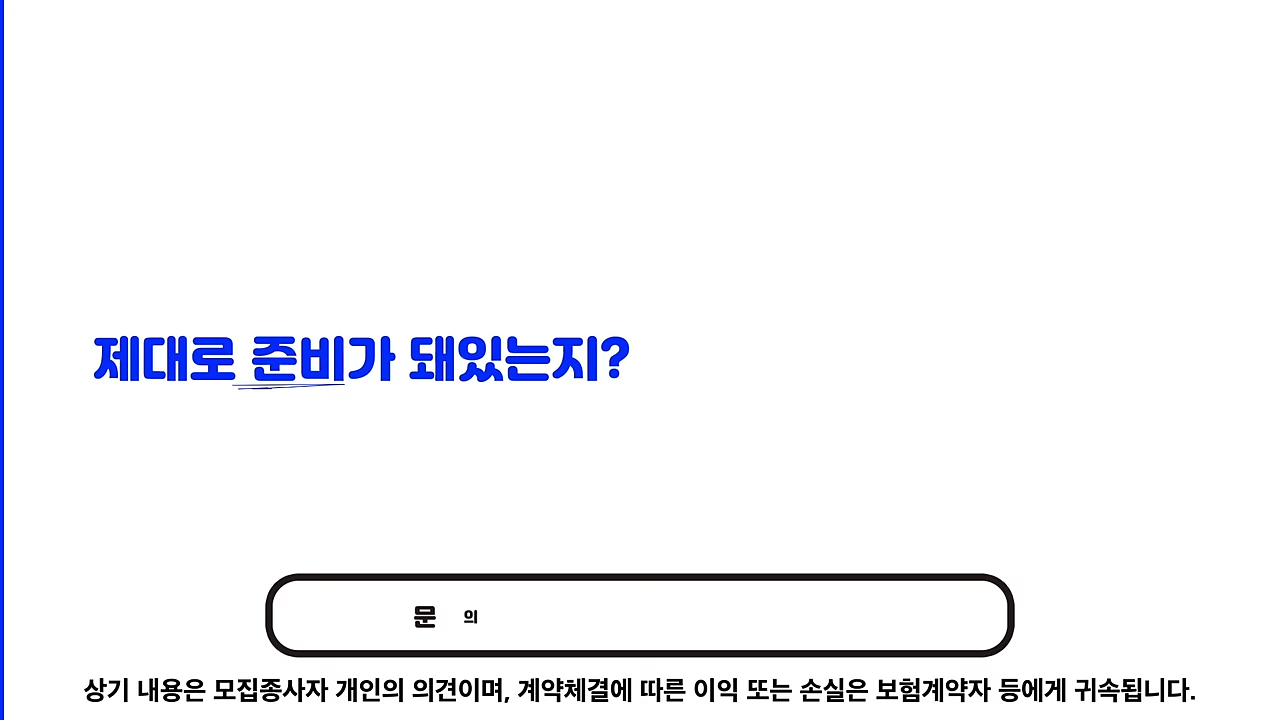 제대로 준비가 돼있는지?
문 의
상기 내용은 모집종사자 개인의 의견이며, 계약체결에 따른 이익 또는 손실은 보험계약자 등에게 귀속됩니다.